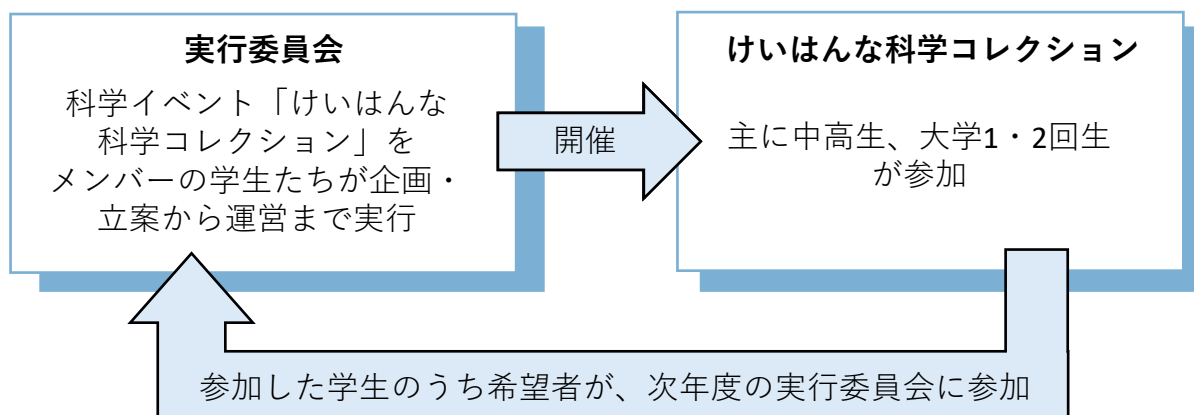 実行委員会
科学イベント「けいはんな
科学コレクション」を
メンバーの学生たちが企画・
立案から運営まで実行
開催
けいはんな科学コレクション
主に中高生、大学1・2回生
が参加
参加した学生のうち希望者が、次年度の実行委員会に参加